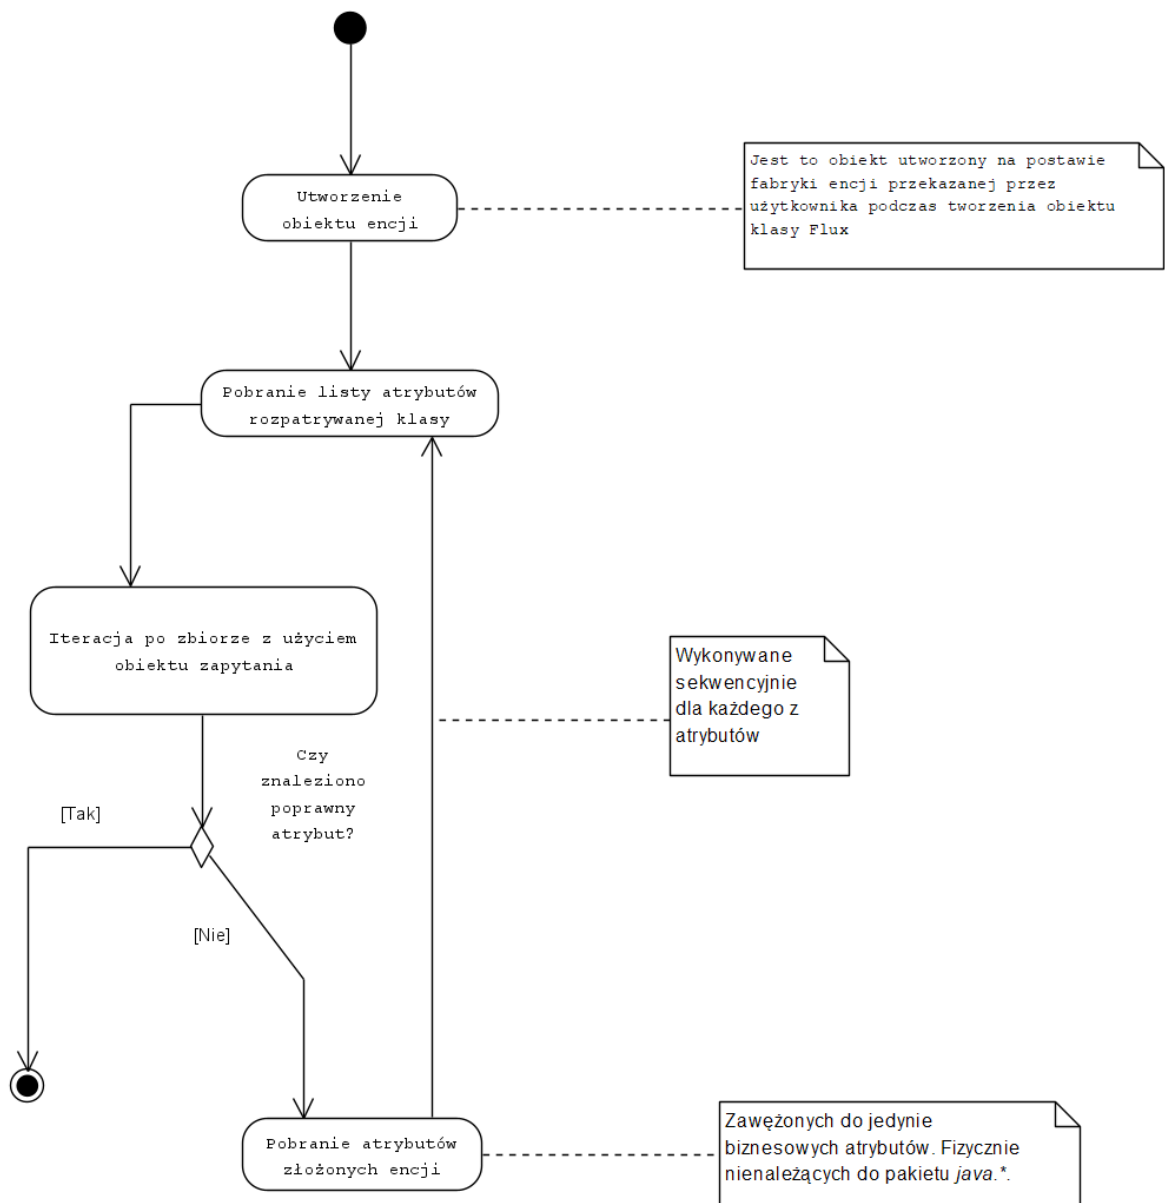 Jest to obiekt utworzony na postawie
fabryki encji przekazanej przez
użytkownika podczas tworzenia obiektu
klasy Flux
Utworzenie
obiektu encji
Pobranie listy atrybutów
rozpatrywanej klasy
Iteracja po zbiorze z użyciem
obiektu zapytania
Wykonywane
sekwencyjnie
dla każdego z
atrybutów
Czy
znaleziono
poprawny
atrybut?
[Tak]
[Nie]
Pobranie atrybutów
złożonych encji
Zawężonych do jedynie
biznesowych atrybutów. Fizycznie
nienależących do pakietu java.*.